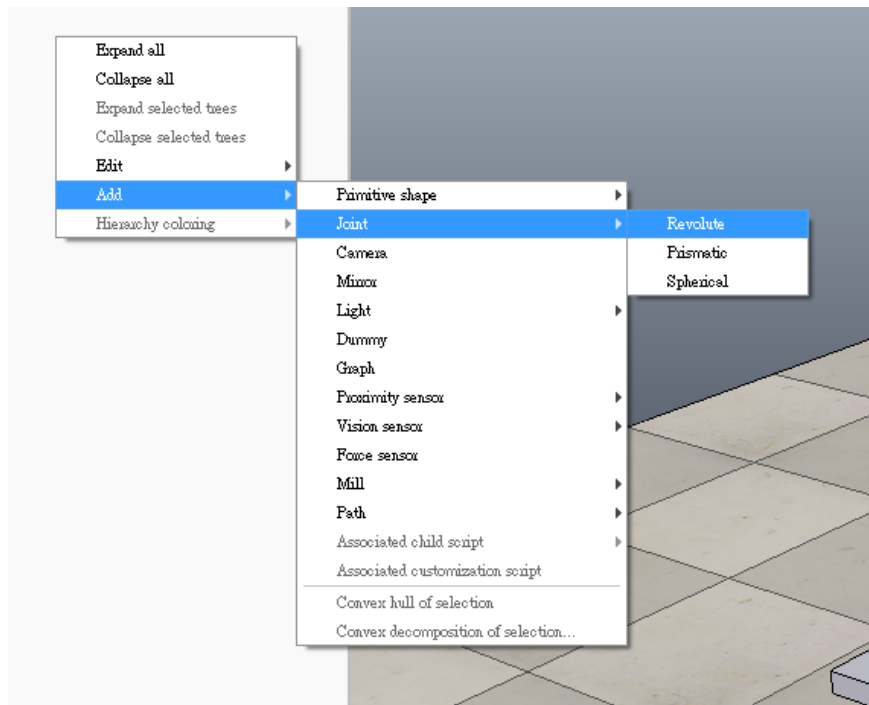 Expand all
Collapse all
Expand selected trees
Collapse selected trees
Edit
Add
Hierarchy coloring
Primitive shape
Joint
Camera
Mirror
Light
Dummy
Graph
Proximity sensor
Vision sensor
Force sensor
Mill
Path
Associated child script
Associated customization script
Convex hull of selection
Convex decomposition of selection...
Revolute
Prismatic
Spherical